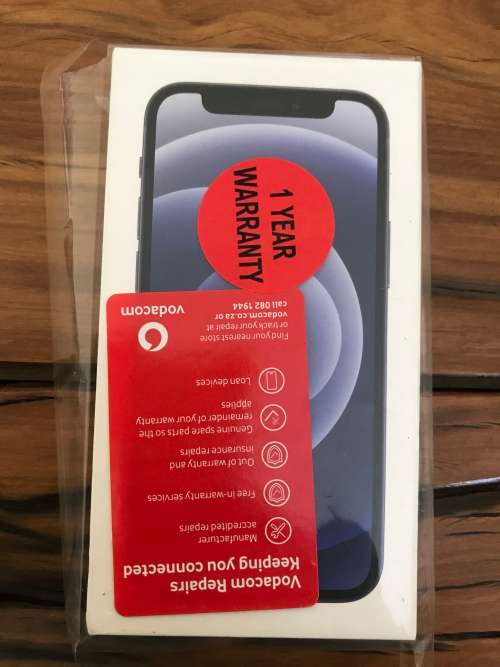 1 YEAR
WARRANTY
Vodacom Repairs
Keeping you connected
Manufacturer
accredited repairs
Free in-warranty services
Out of warranty and
insurance repairs
Genuine spare parts so the
remainder of your warranty
applies
Loan devices
Find your nearest store
or track your repair at
vodacom.co.za or
call 082 1944
vodacom